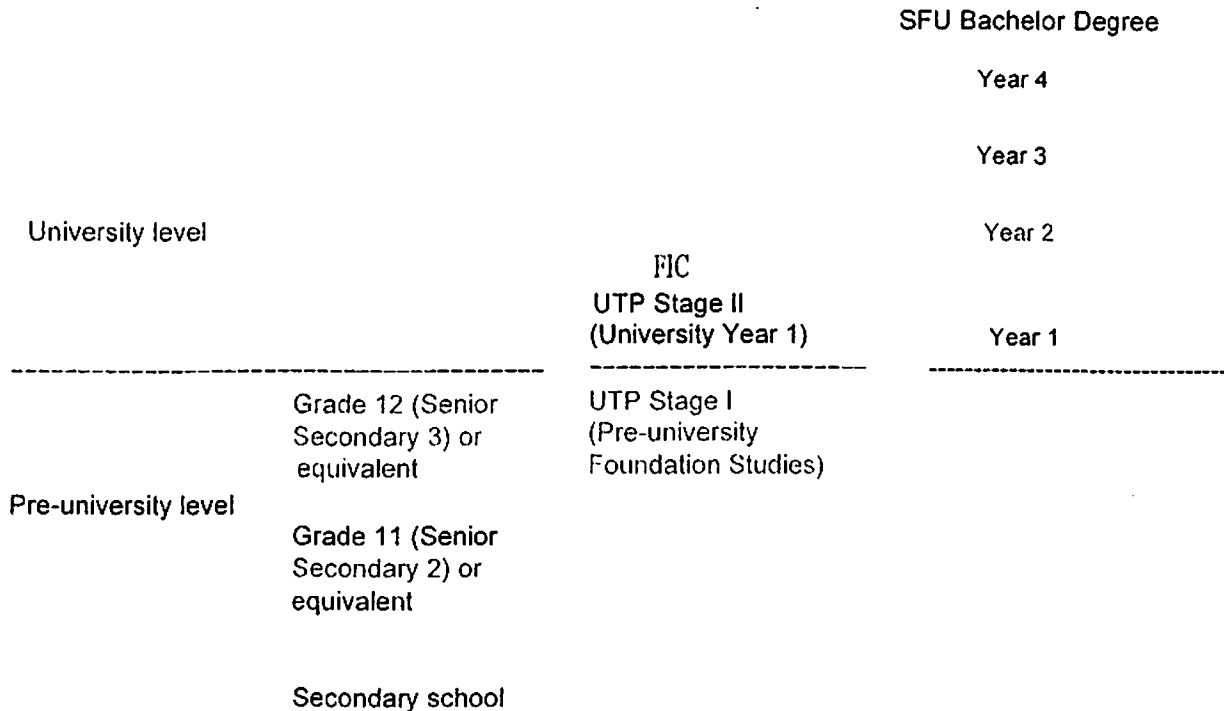 SFU Bachelor Degree
Year 4
Year 3
University level
Year 2
FIC
UTP Stage II
(University Year 1)
Year 1
Grade 12 (Senior
Secondary 3) or
equivalent
UTP Stage I
(Pre-university
Foundation Studies)
Pre-university level
Grade 11 (Senior
Secondary 2) or
equivalent
Secondary school